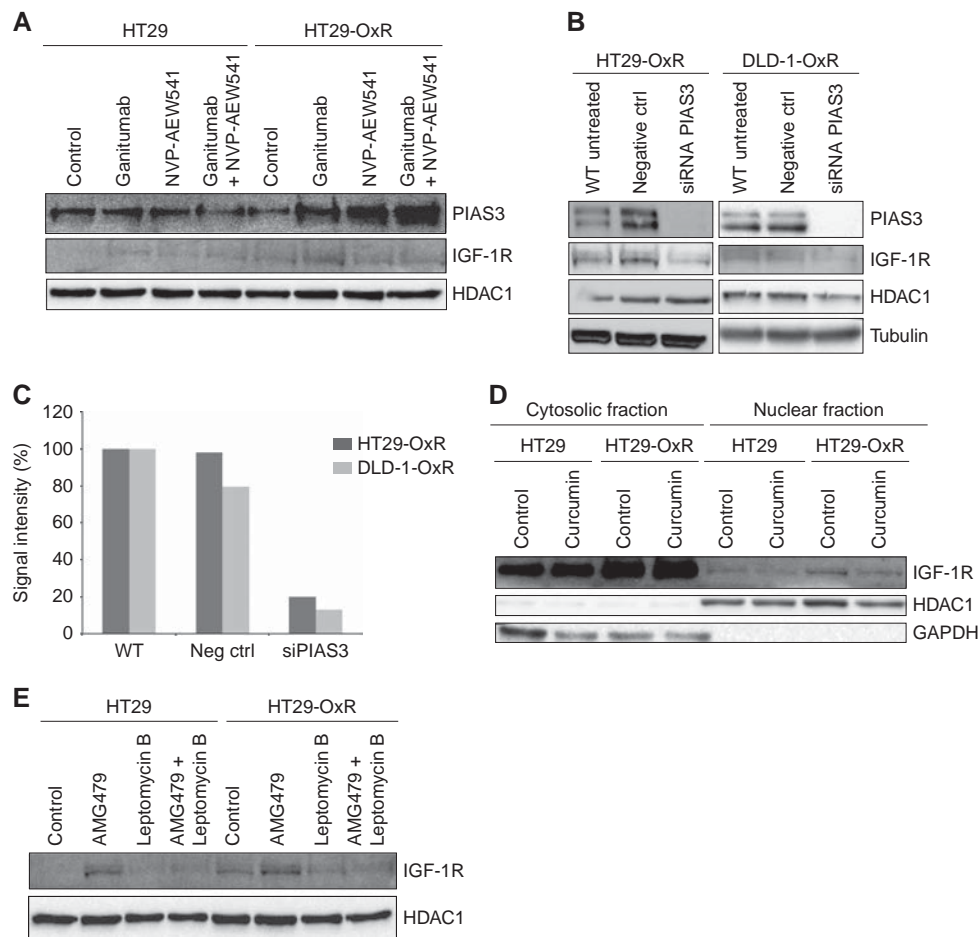 A
HT29 HT29-OxR
Control
Ganitumab
NVP-AEW541
Ganitumab
+ NVP-AEW541
Control
Ganitumab
NVP-AEW541
Ganitumab
+ NVP-AEW541
PIAS3
IGF-1R
HDAC1
B
HT29-OxR DLD-1-OxR
WT untreated
Negative ctrl
siRNA PIAS3
WT untreated
Negative ctrl
siRNA PIAS3
PIAS3
IGF-1R
HDAC1
Tubulin
C
Signal intensity (%)
120
100
80
60
40
20
0
WT Neg ctrl siPIAS3
HT29-OxR
DLD-1-OxR
D
Cytosolic fraction Nuclear fraction
HT29 HT29-OxR HT29 HT29-OxR
Control
Curcumin
Control
Curcumin
Control
Curcumin
Control
Curcumin
IGF-1R
HDAC1
GAPDH
E
HT29 HT29-OxR
Control
AMG479
Leptomycin B
AMG479 +
Leptomycin B
Control
AMG479
Leptomycin B
AMG479 +
Leptomycin B
IGF-1R
HDAC1